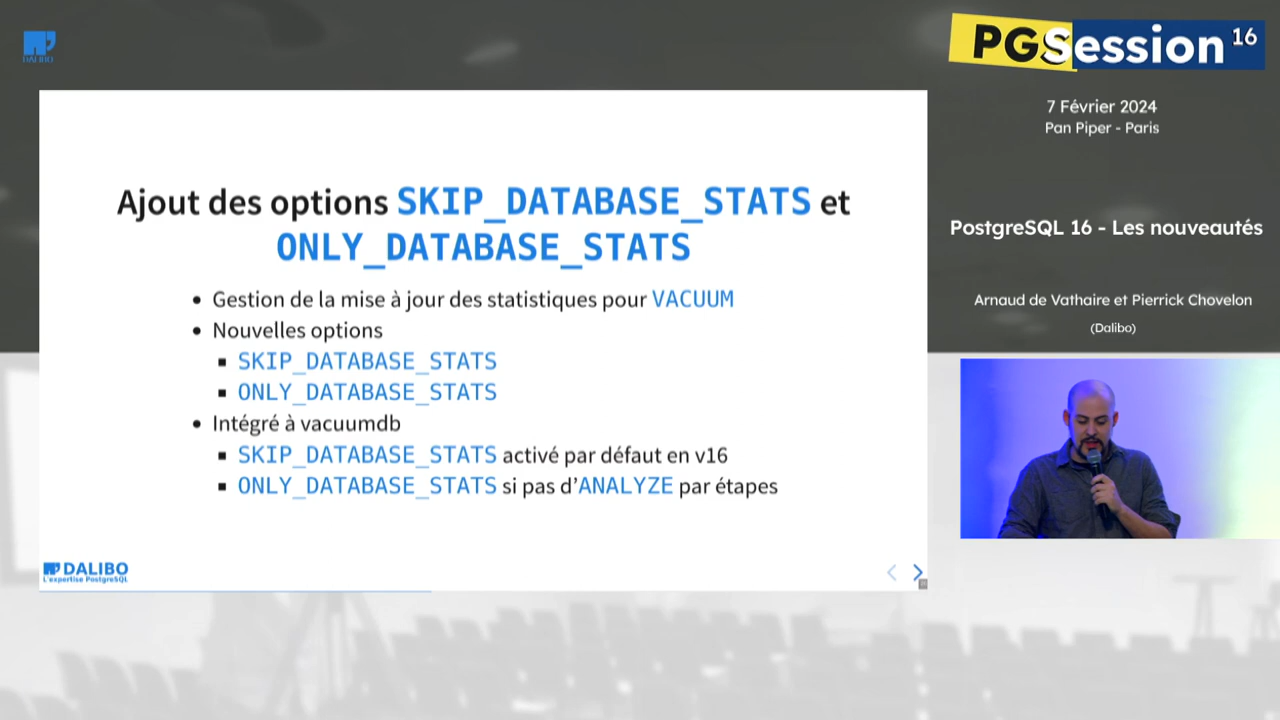 DALIBO
PGSession 16
7 Février 2024
Pan Piper - Paris
PostgreSQL 16 - Les nouveautés
Arnaud de Vathaire et Pierrick Chovelon
(Dalibo)
Ajout des options SKIP_DATABASE_STATS et
ONLY_DATABASE_STATS
Gestion de la mise à jour des statistiques pour VACUUM
Nouvelles options
SKIP_DATABASE_STATS
ONLY_DATABASE_STATS
Intégré à vacuumdb
SKIP_DATABASE_STATS activé par défaut en v16
ONLY_DATABASE_STATS si pas d’ANALYZE par étapes
DALIBO
L'expertise PostgreSQL